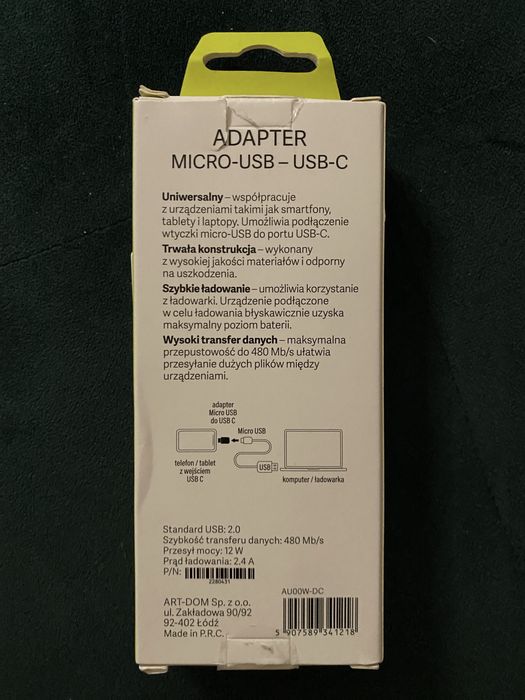 ADAPTER
MICRO-USB – USB-C
Uniwersalny – współpracuje
z urządzeniami takimi jak smartfony,
tablety i laptopy. Umożliwia podłączenie
wtyczki micro-USB do portu USB-C.
Trwała konstrukcja – wykonany
z wysokiej jakości materiałów i odporny
na uszkodzenia.
Szybkie ładowanie – umożliwia korzystanie
z ładowarki. Urządzenie podłączone
w celu ładowania błyskawicznie uzyska
maksymalny poziom baterii.
Wysoki transfer danych – maksymalna
przepustowość do 480 Mb/s ułatwia
przesyłanie dużych plików między
urządzeniami.
adapter
Micro USB
do USB C
Micro USB
USB
telefon / tablet
z wejściem
USB C
komputer / ładowarka
Standard USB: 2.0
Szybkość transferu danych: 480 Mb/s
Przesył mocy: 12 W
Prąd ładowania: 2.4 A
P/N:
2280431
ART-DOM Sp. z o.o.
ul. Zakładowa 90/92
92-402 Łódź
Made in P.R.C.
AU00W-DC
5 907589 341218